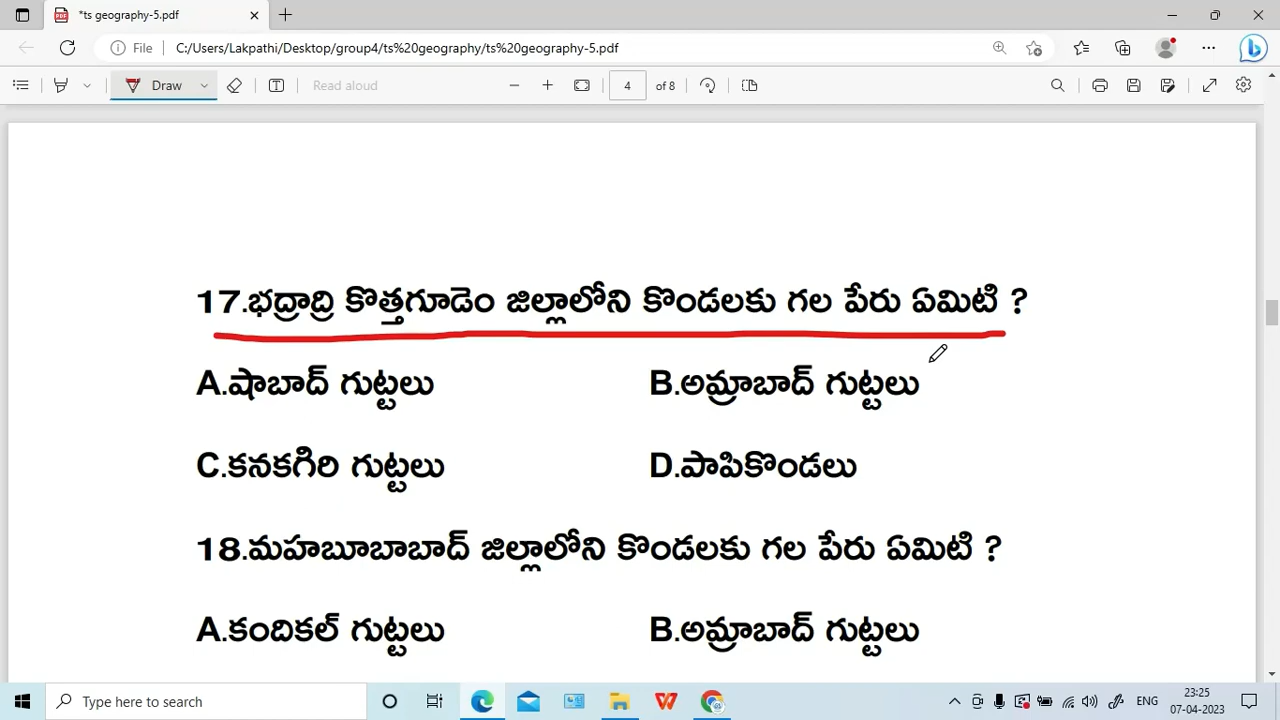 *ts geography-5.pdf
File C:/Users/Lakpathi/Desktop/group4/ts%20geography/ts%20geography-5.pdf
Draw Read aloud 4 of 8
17.భద్రాద్రి కొత్తగూడెం జిల్లాలోని కొండలకు గల పేరు ఏమిటి ?
A.షాబాద్ గుట్టలు B.అమ్రాబాద్ గుట్టలు
C.కనకగిరి గుట్టలు D.పాపికొండలు
18.మహబూబాబాద్ జిల్లాలోని కొండలకు గల పేరు ఏమిటి ?
A.కందికల్ గుట్టలు B.అమ్రాబాద్ గుట్టలు
Type here to search ENG 23:25
07-04-2023